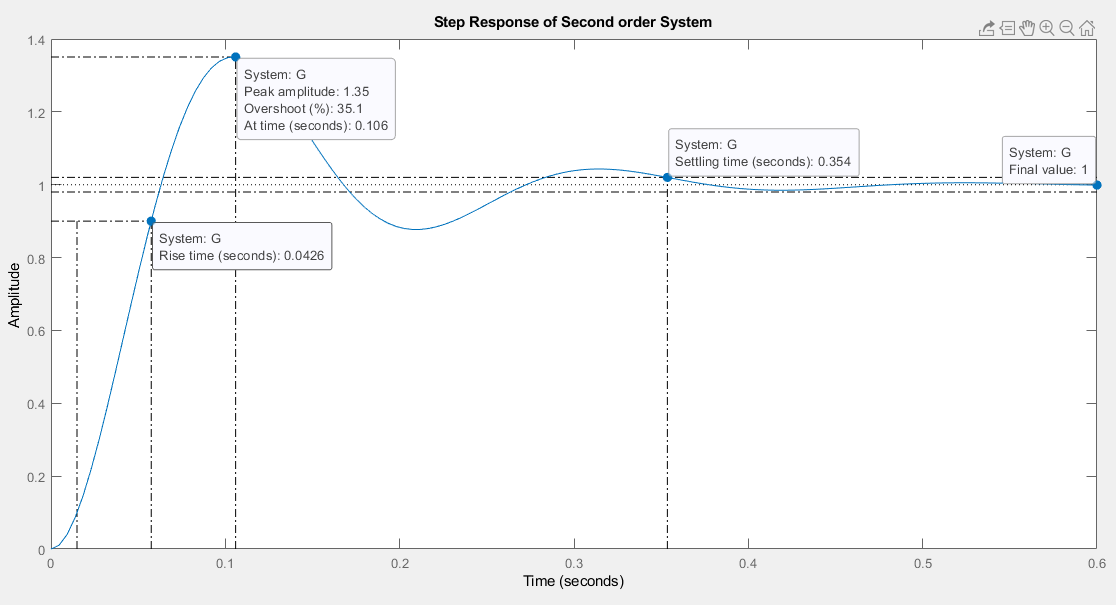 Step Response of Second order System
System: G
Peak amplitude: 1.35
Overshoot (%): 35.1
At time (seconds): 0.106
System: G
Settling time (seconds): 0.354
System: G
Final value: 1
System: G
Rise time (seconds): 0.0426
Amplitude
1.4
1.2
1
0.8
0.6
0.4
0.2
0
0 0.1 0.2 0.3 0.4 0.5 0.6
Time (seconds)